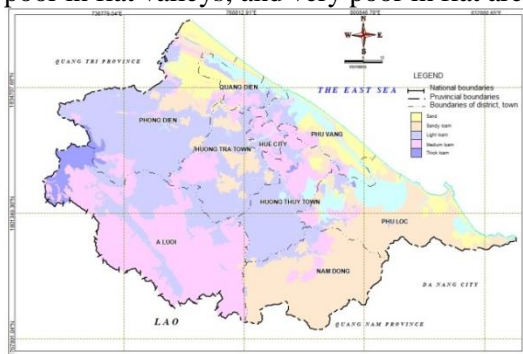 poor in flat valleys, and very poor in flat are
N
W
E
S
QUANG TRI PROVINCE
THE EAST SEA
LEGEND
National boundaries
Provincial boundaries
Boundaries of district, town
Sand
Sandy loam
Light loam
Medium loam
Thick loam
QUANG DIEN
PHONG DIEN
PHU VANG
HUONG TRA TOWN
HUE CITY
HUONG THUY TOWN
PHU LOC
A LUOI
NAM DONG
DA NANG CITY
LAO
QUANG NAM PROVINCE